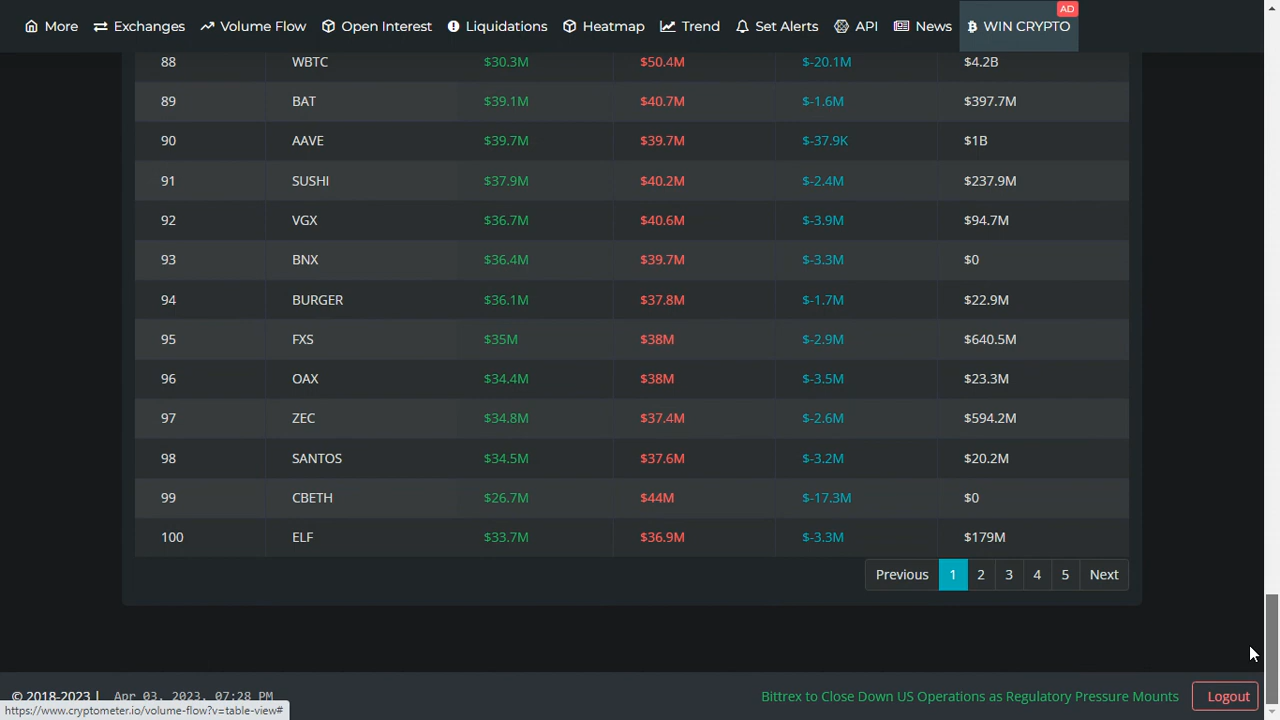 More Exchanges Volume Flow Open Interest Liquidations Heatmap Trend Set Alerts API News WIN CRYPTO AD
88 WBTC $30.3M $50.4M $-20.1M $4.2B
89 BAT $39.1M $40.7M $-1.6M $397.7M
90 AAVE $39.7M $39.7M $-37.9K $1B
91 SUSHI $37.9M $40.2M $-2.4M $237.9M
92 VGX $36.7M $40.6M $-3.9M $94.7M
93 BNX $36.4M $39.7M $-3.3M $0
94 BURGER $36.1M $37.8M $-1.7M $22.9M
95 FXS $35M $38M $-2.9M $640.5M
96 OAX $34.4M $38M $-3.5M $23.3M
97 ZEC $34.8M $37.4M $-2.6M $594.2M
98 SANTOS $34.5M $37.6M $-3.2M $20.2M
99 CBETH $26.7M $44M $-17.3M $0
100 ELF $33.7M $36.9M $-3.3M $179M
Previous 1 2 3 4 5 Next
© 2018-2023 | Apr 03, 2023, 07:28 PM Bittrex to Close Down US Operations as Regulatory Pressure Mounts Logout
https://www.cryptometer.io/volume-flow?v=table-view#